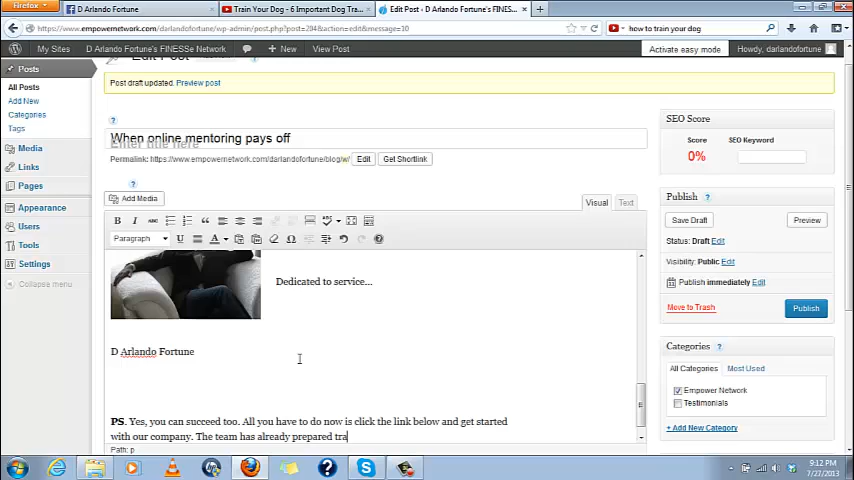 Firefox
D Arlando Fortune
Train Your Dog - 6 Important Dog Tra...
Edit Post ‹ D Arlando Fortune's FINESS...
https://www.empowernetwork.com/darlandofortune/wp-admin/post.php?post=204&action=edit&message=10
how to train your dog
My Sites
D Arlando Fortune's FINESSe Network
New
View Post
Activate easy mode
Howdy, darlandofortune
Posts
All Posts
Add New
Categories
Tags
Media
Links
Pages
Appearance
Users
Tools
Settings
Collapse menu
Edit Post
Post draft updated. Preview post
When online mentoring pays off
Enter title here
Permalink: https://www.empowernetwork.com/darlandofortune/blog/w/
Edit
Get Shortlink
Add Media
Visual
Text
Paragraph
Dedicated to service...
D Arlando Fortune
PS. Yes, you can succeed too. All you have to do now is click the link below and get started
with our company. The team has already prepared tra
Path: p
SEO Score
Score
SEO Keyword
0%
Publish
Save Draft
Preview
Status: Draft Edit
Visibility: Public Edit
Publish immediately Edit
Move to Trash
Publish
Categories
All Categories
Most Used
Empower Network
Testimonials
+ Add New Category
9:12 PM
7/27/2013